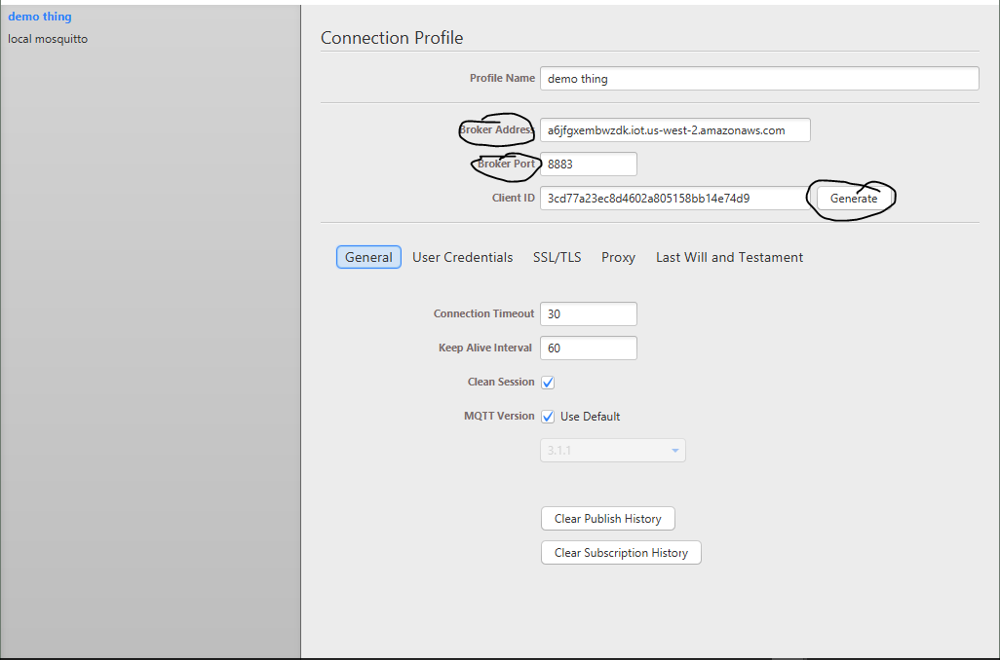 demo thing
local mosquitto
Connection Profile
Profile Name demo thing
Broker Address a6jfgxembwzdk.iot.us-west-2.amazonaws.com
Broker Port 8883
Client ID 3cd77a23ec8d4602a805158bb14e74d9 Generate
General User Credentials SSL/TLS Proxy Last Will and Testament
Connection Timeout 30
Keep Alive Interval 60
Clean Session
MQTT Version Use Default
3.1.1
Clear Publish History
Clear Subscription History